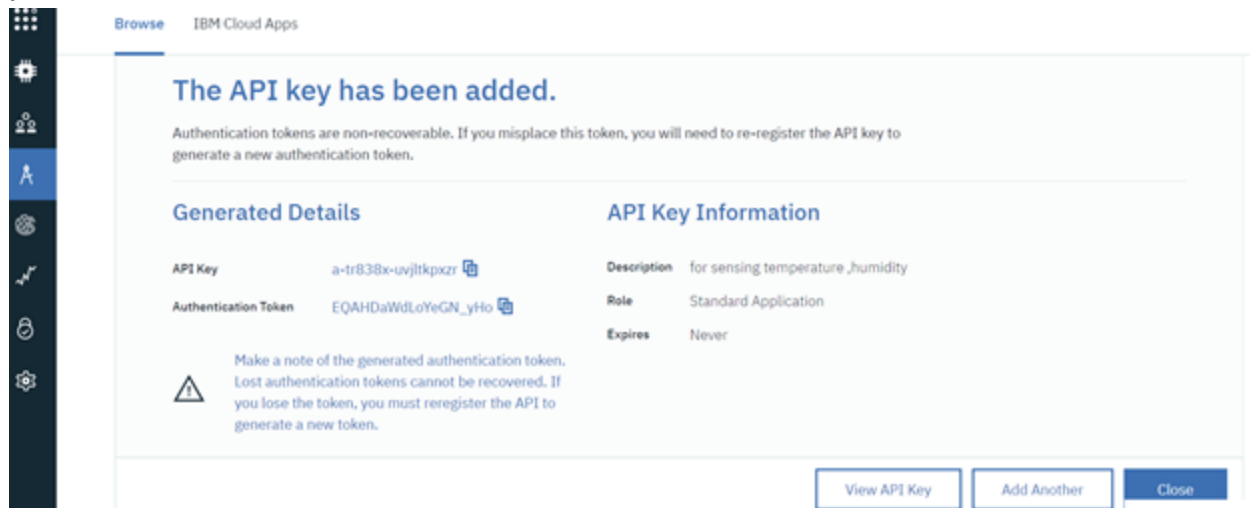 Browse IBM Cloud Apps
The API key has been added.
Authentication tokens are non-recoverable. If you misplace this token, you will need to re-register the API key to
generate a new authentication token.
Generated Details
API Key a-tr838x-uvjltkpxzr
Authentication Token EQAHDaWdLoYeGN_yHo
Make a note of the generated authentication token.
Lost authentication tokens cannot be recovered. If
you lose the token, you must reregister the API to
generate a new token.
API Key Information
Description for sensing temperature ,humidity
Role Standard Application
Expires Never
View API Key Add Another Close